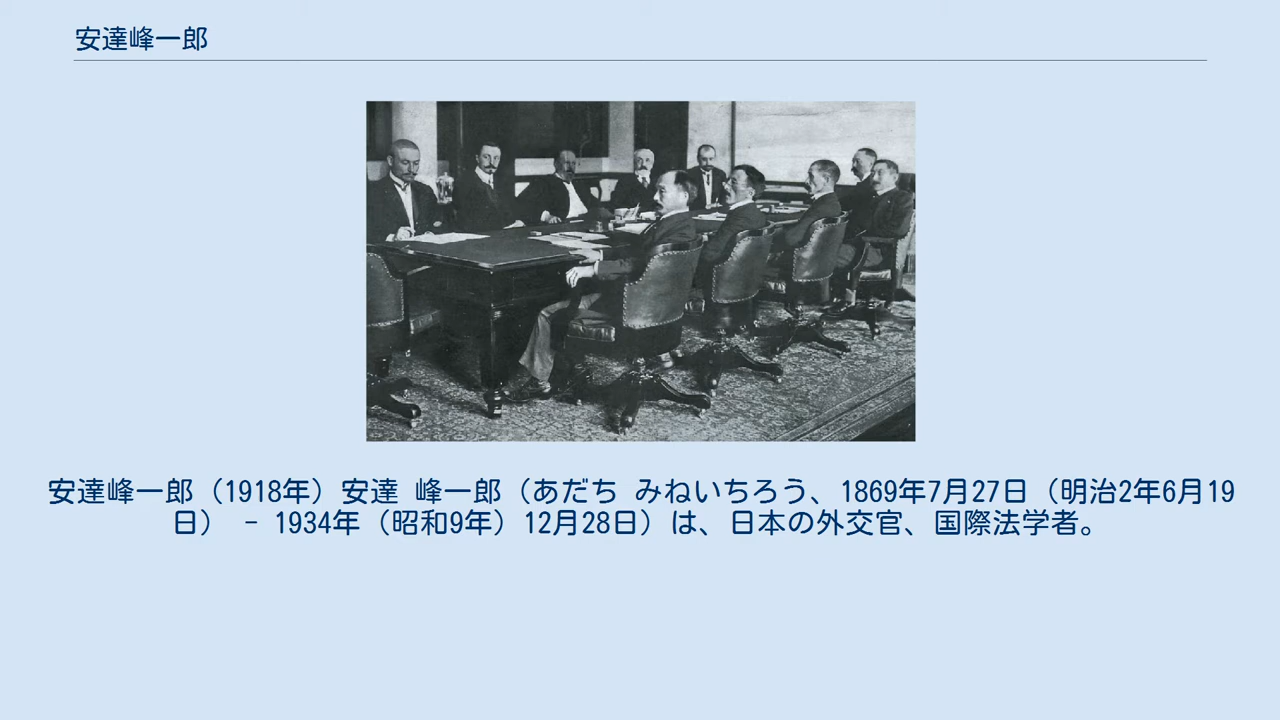 安達峰一郎
安達峰一郎（1918年）安達 峰一郎（あだち みねいちろう、1869年7月27日（明治2年6月19
日） - 1934年（昭和9年）12月28日）は、日本の外交官、国際法学者。